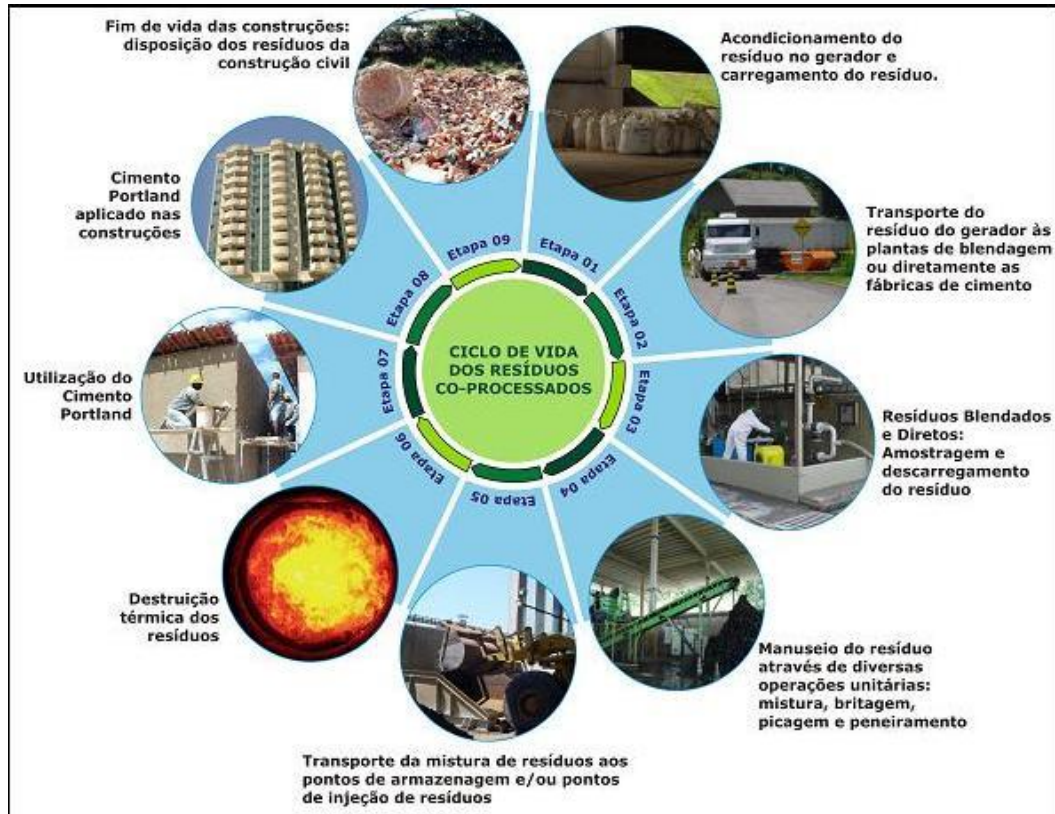 Fim de vida das construções:
disposição dos resíduos da
construção civil
Acondicionamento do
resíduo no gerador e
carregamento do resíduo.
Transporte do
resíduo do gerador às
plantas de blendagem
ou diretamente as
fábricas de cimento
Resíduos Blendados
e Diretos:
Amostragem e
descarregamento
do resíduo
Manuseio do resíduo
através de diversas
operações unitárias:
mistura, britagem,
picagem e peneiramento
Transporte da mistura de resíduos aos
pontos de armazenagem e/ou pontos
de injeção de resíduos
Destruição
térmica dos
resíduos
Utilização do
Cimento
Portland
Cimento
Portland
aplicado nas
construções
Etapa 01
Etapa 02
Etapa 03
Etapa 04
Etapa 05
Etapa 06
Etapa 07
Etapa 08
Etapa 09
CICLO DE VIDA
DOS RESÍDUOS
CO-PROCESSADOS